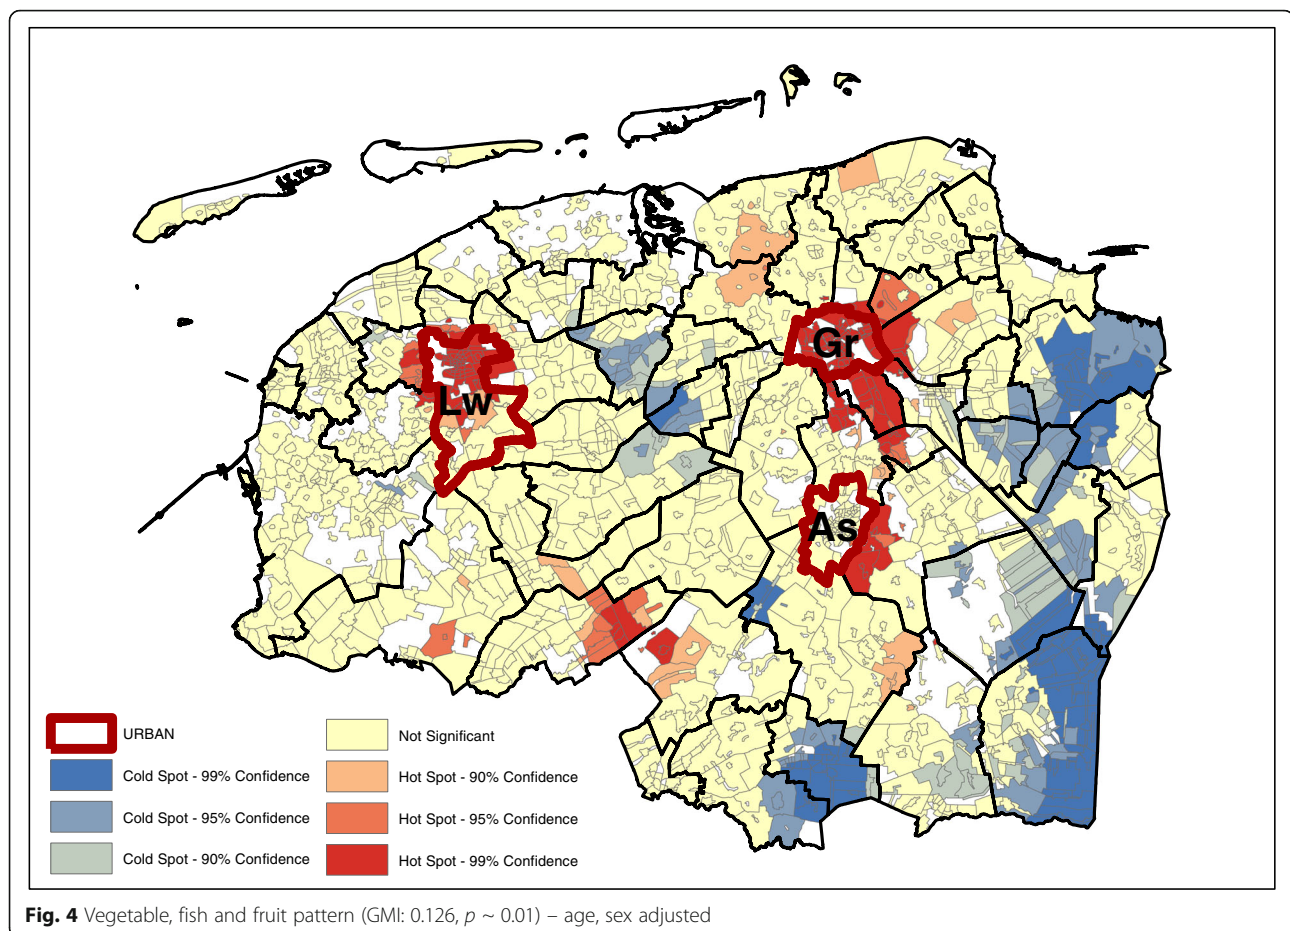 Gr
Lw
As
URBAN
Cold Spot - 99% Confidence
Cold Spot - 95% Confidence
Cold Spot - 90% Confidence
Not Significant
Hot Spot - 90% Confidence
Hot Spot - 95% Confidence
Hot Spot - 99% Confidence
Fig. 4 Vegetable, fish and fruit pattern (GMI: 0.126, p ~ 0.01) – age, sex adjusted